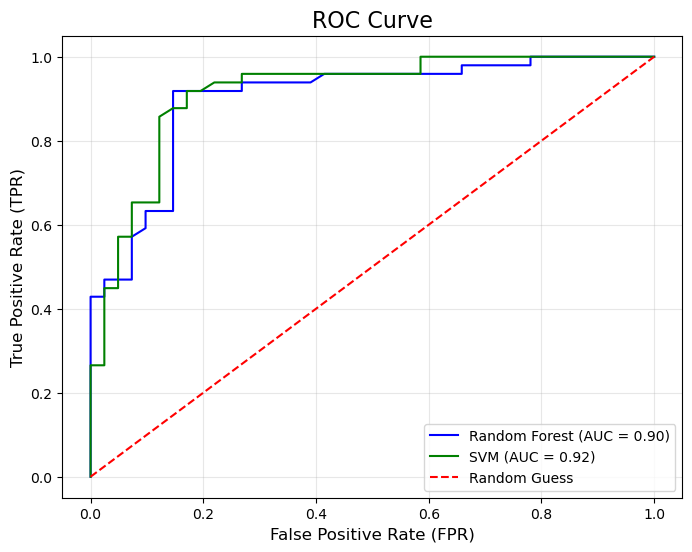 ROC Curve
True Positive Rate (TPR)
1.0
0.8
0.6
0.4
0.2
0.0
0.0 0.2 0.4 0.6 0.8 1.0
False Positive Rate (FPR)
Random Forest (AUC = 0.90)
SVM (AUC = 0.92)
Random Guess